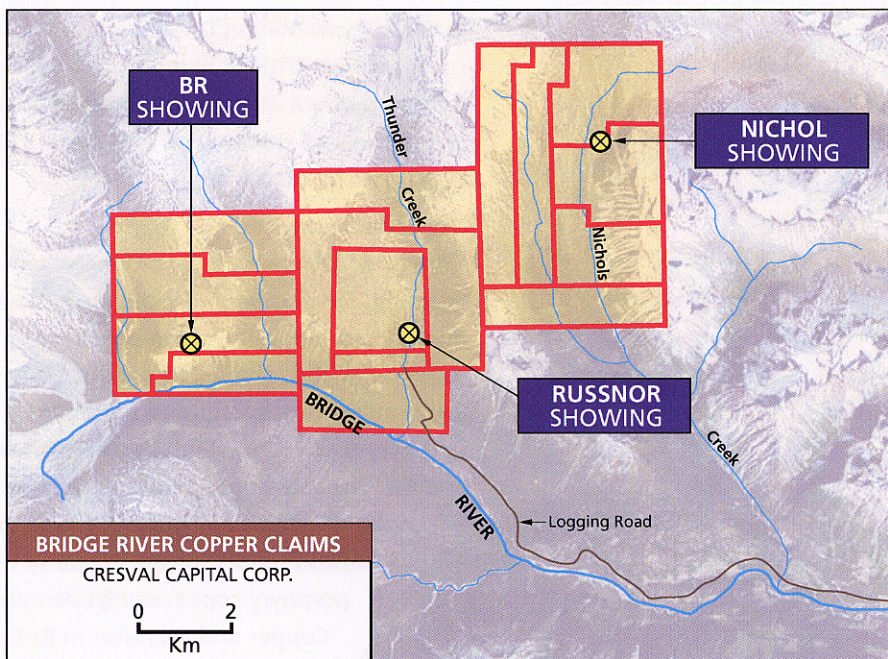 BR
SHOWING
Thunder
Creek
NICHOL
SHOWING
Nichols
Creek
RUSSNOR
SHOWING
BRIDGE
RIVER
Logging Road
BRIDGE RIVER COPPER CLAIMS
CRESVAL CAPITAL CORP.
0 2
Km